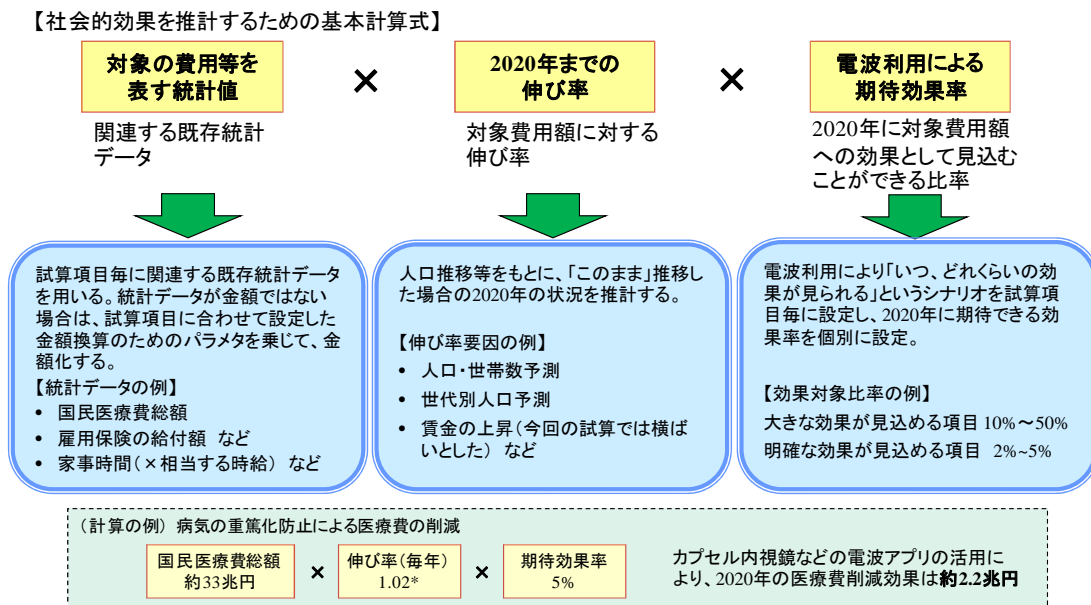 【社会的効果を推計するための基本計算式】
対象の費用等を
表す統計値
×
2020年までの
伸び率
×
電波利用による
期待効果率
関連する既存統計
データ
対象費用額に対する
伸び率
2020年に対象費用額
への効果として見込む
ことができる比率
試算項目毎に関連する既存統計データ
を用いる。統計データが金額ではない
場合は、試算項目に合わせて設定した
金額換算のためのパラメタを乗じて、金
額化する。
【統計データの例】
• 国民医療費総額
• 雇用保険の給付額 など
• 家事時間(×相当する時給) など
人口推移等をもとに、「このまま」推移し
た場合の2020年の状況を推計する。
【伸び率要因の例】
• 人口・世帯数予測
• 世代別人口予測
• 賃金の上昇(今回の試算では横ば
いとした) など
電波利用により「いつ、どれくらいの効
果が見られる」というシナリオを試算項
目毎に設定し、2020年に期待できる効
果率を個別に設定。
【効果対象比率の例】
大きな効果が見込める項目 10%～50%
明確な効果が見込める項目 2%~5%
(計算の例) 病気の重篤化防止による医療費の削減
国民医療費総額
約33兆円
×
伸び率(毎年)
1.02*
×
期待効果率
5%
カプセル内視鏡などの電波アプリの活用に
より、2020年の医療費削減効果は約2.2兆円